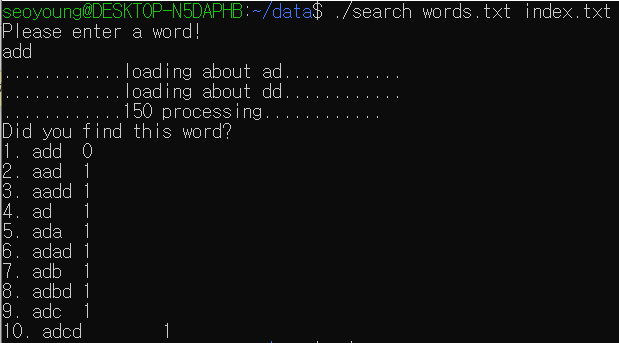 seoyoung@DESKTOP-N5DAPHB:~/data$ ./search words.txt index.txt
Please enter a word!
add
............loading about ad............
............loading about dd............
............150 processing............
Did you find this word?
1. add  0
2. aad  1
3. aadd 1
4. ad   1
5. ada  1
6. adad 1
7. adb  1
8. adbd 1
9. adc  1
10. adcd        1